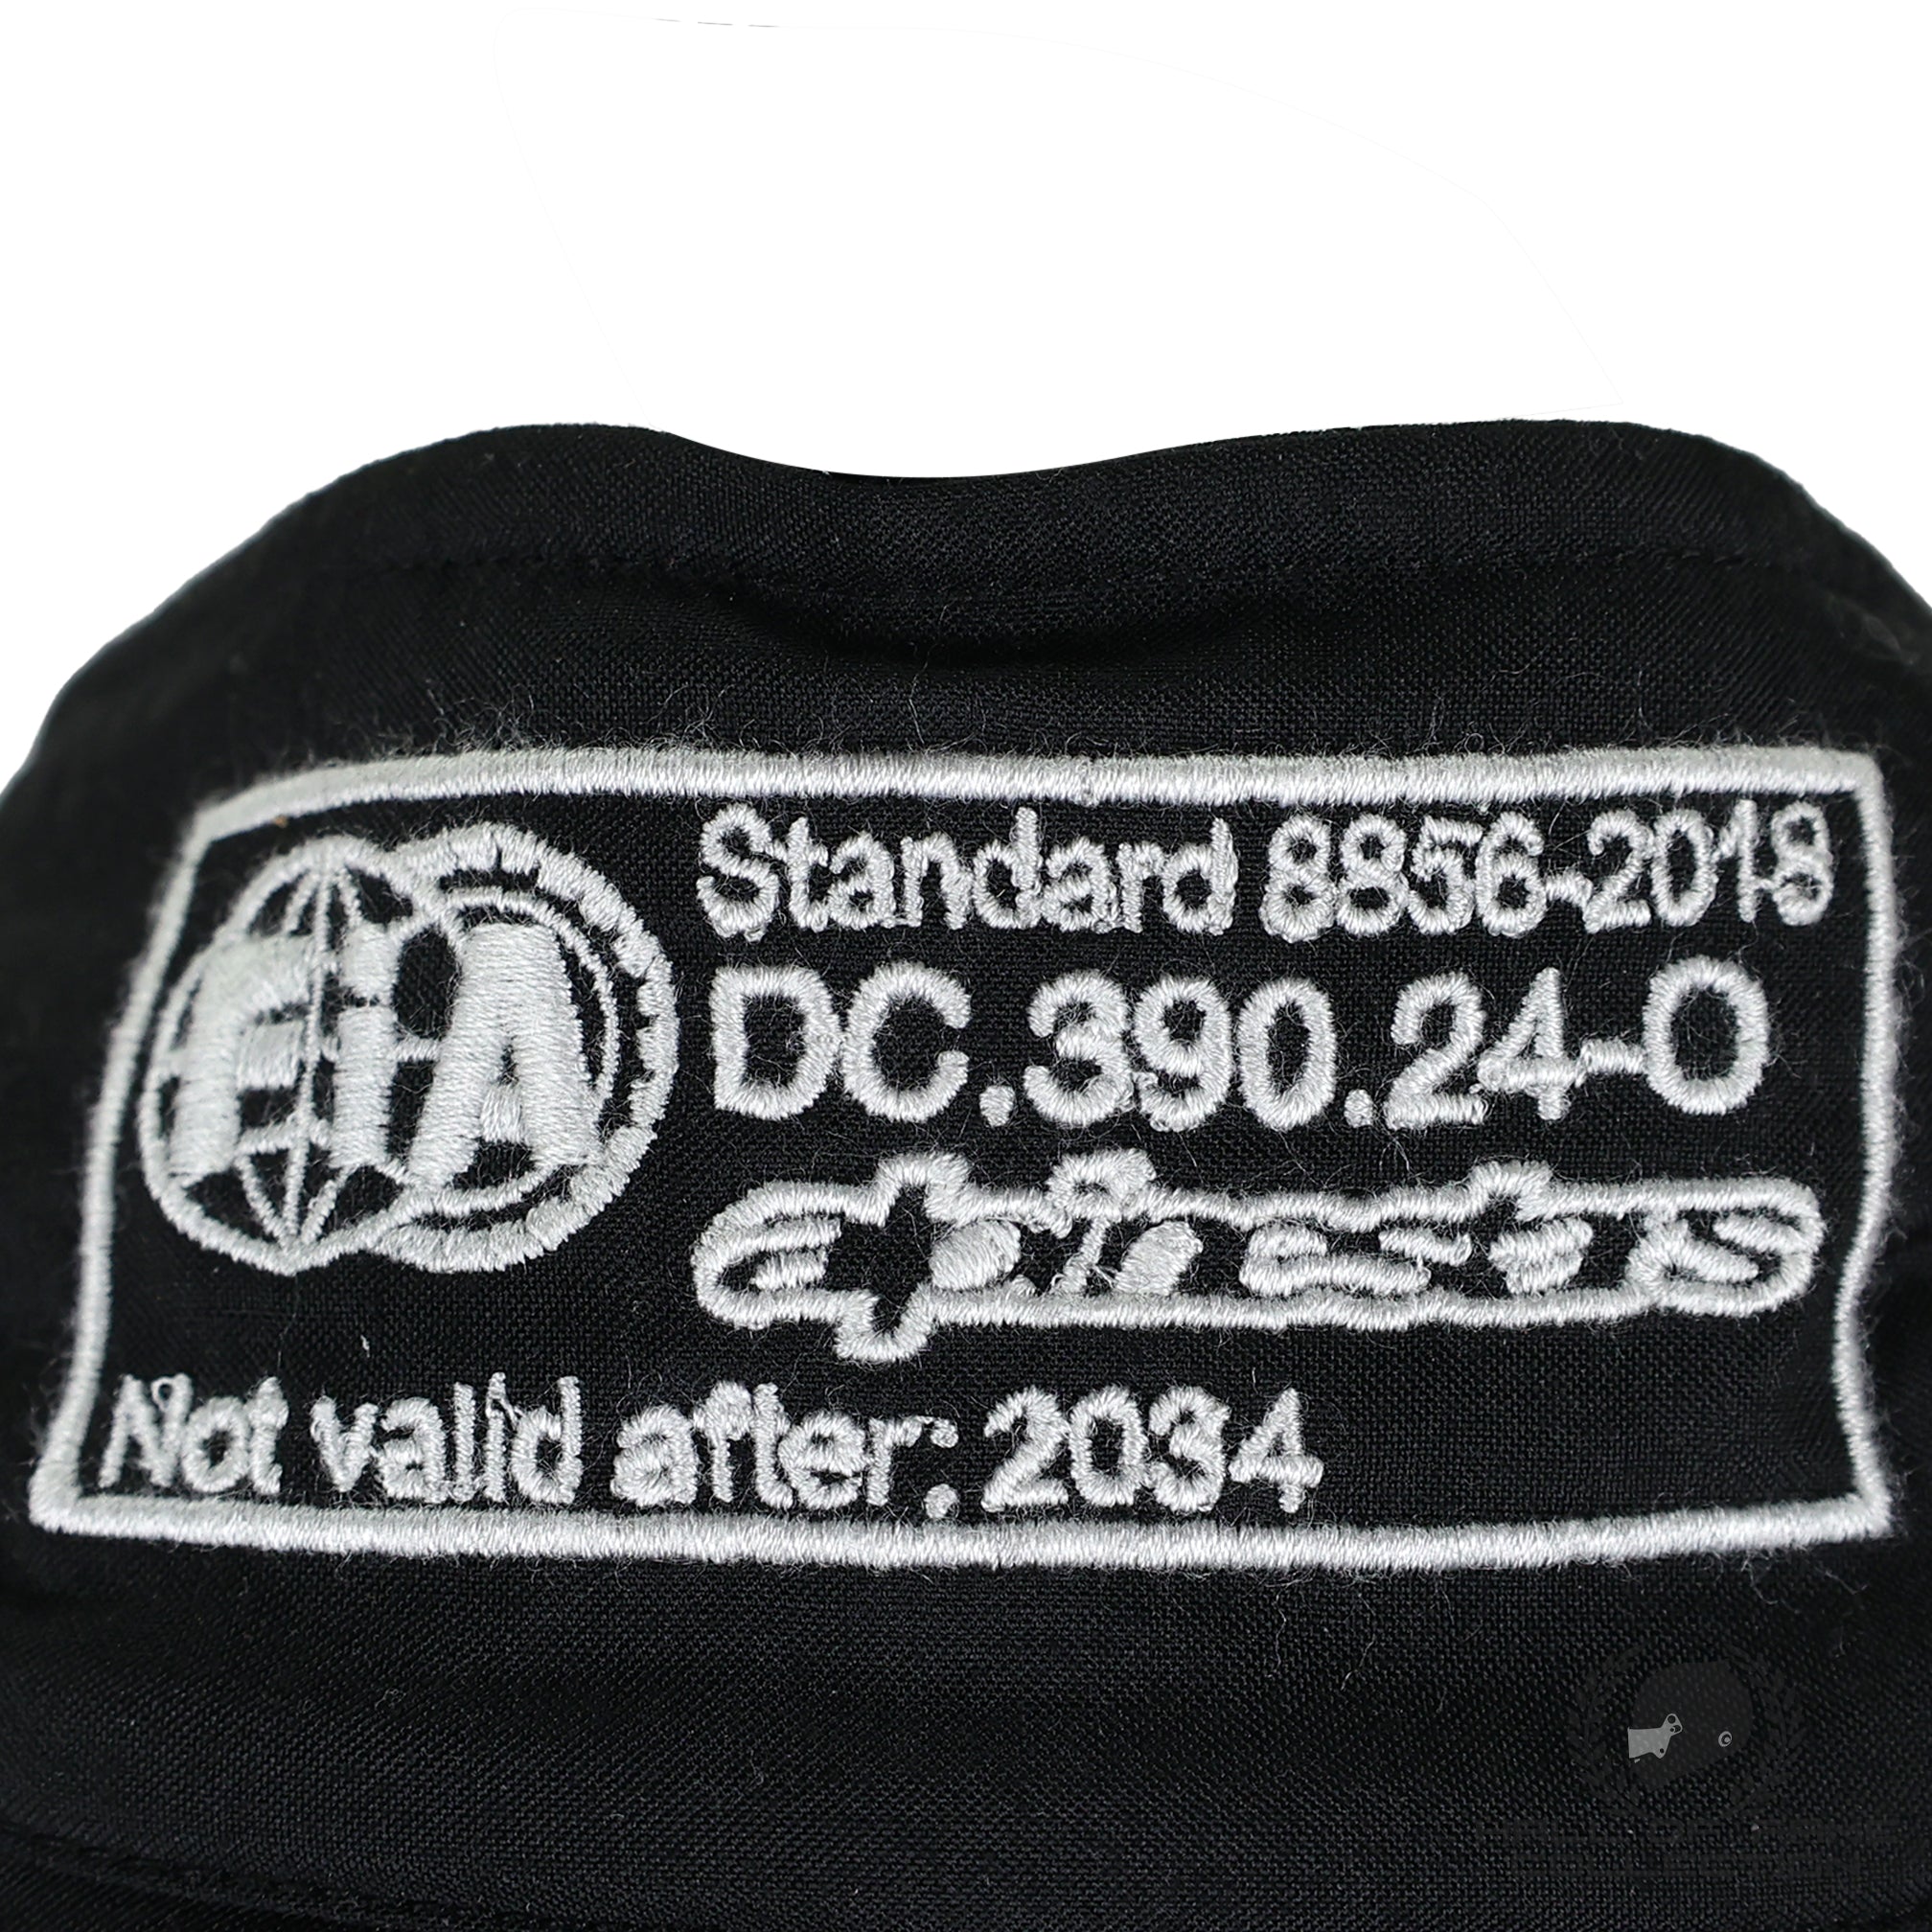 FIA
Standard 8856-2018
DC.390.24-O
alpinestars
Not valid after: 2034